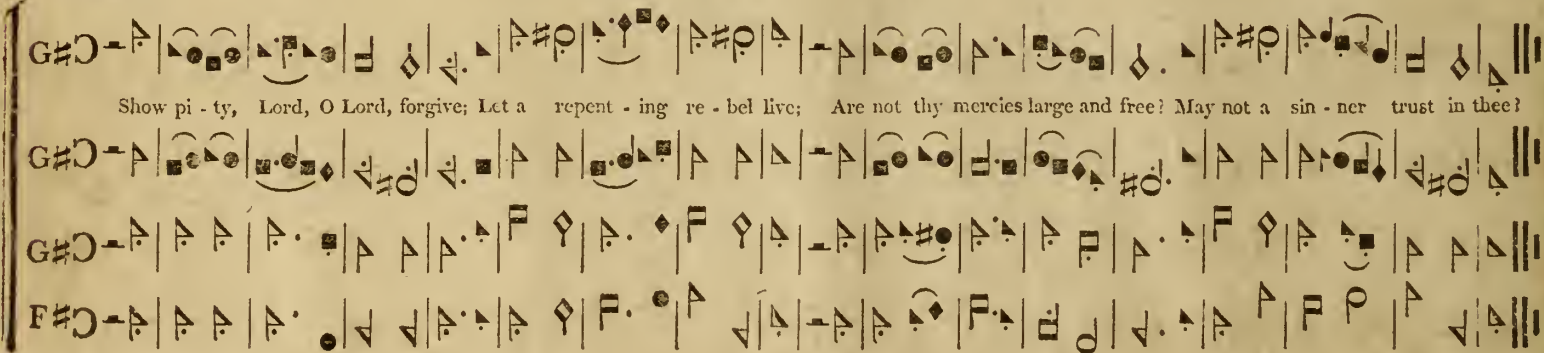 G#
Show pi - ty, Lord, O Lord, forgive; Let a repent - ing re - bel live; Are not thy mercies large and free? May not a sin - ner trust in thee?
G#
G#
F#